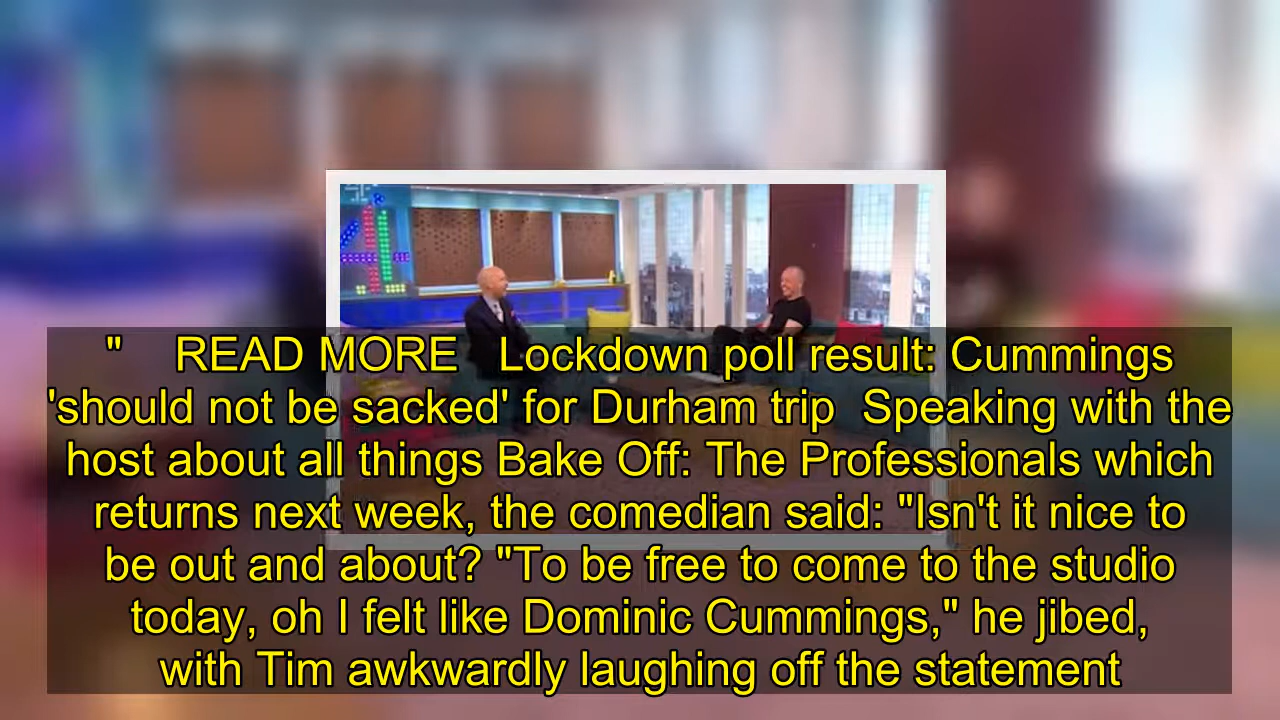 " READ MORE Lockdown poll result: Cummings
'should not be sacked' for Durham trip Speaking with the
host about all things Bake Off: The Professionals which
returns next week, the comedian said: "Isn't it nice to
be out and about? "To be free to come to the studio
today, oh I felt like Dominic Cummings," he jibed,
with Tim awkwardly laughing off the statement